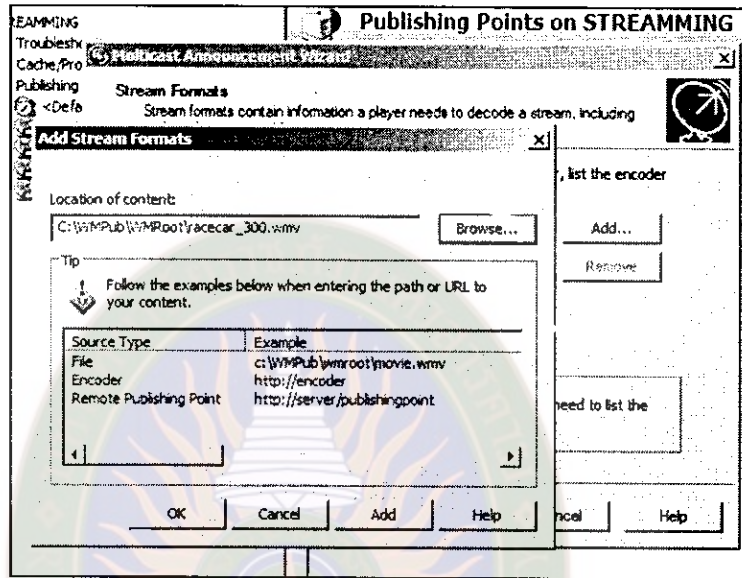 REAMMING
Publishing Points on STREAMMING
Troublesho
Cache/Pro
Multicast Announcement Wizard
Publishing
<Defa
Stream Formats
Stream formats contain information a player needs to decode a stream, including
Add Stream Formats
, list the encoder
Location of content:
C:\WMPub\WMRoot\racecar_300.wmv
Browse...
Add...
Remove
Tip
Follow the examples below when entering the path or URL to
your content.
Source Type Example
File c:\WMPub\wmroot\movie.wmv
Encoder http://encoder
Remote Publishing Point http://server/publishingpoint
need to list the
OK Cancel Add Help ncel Help